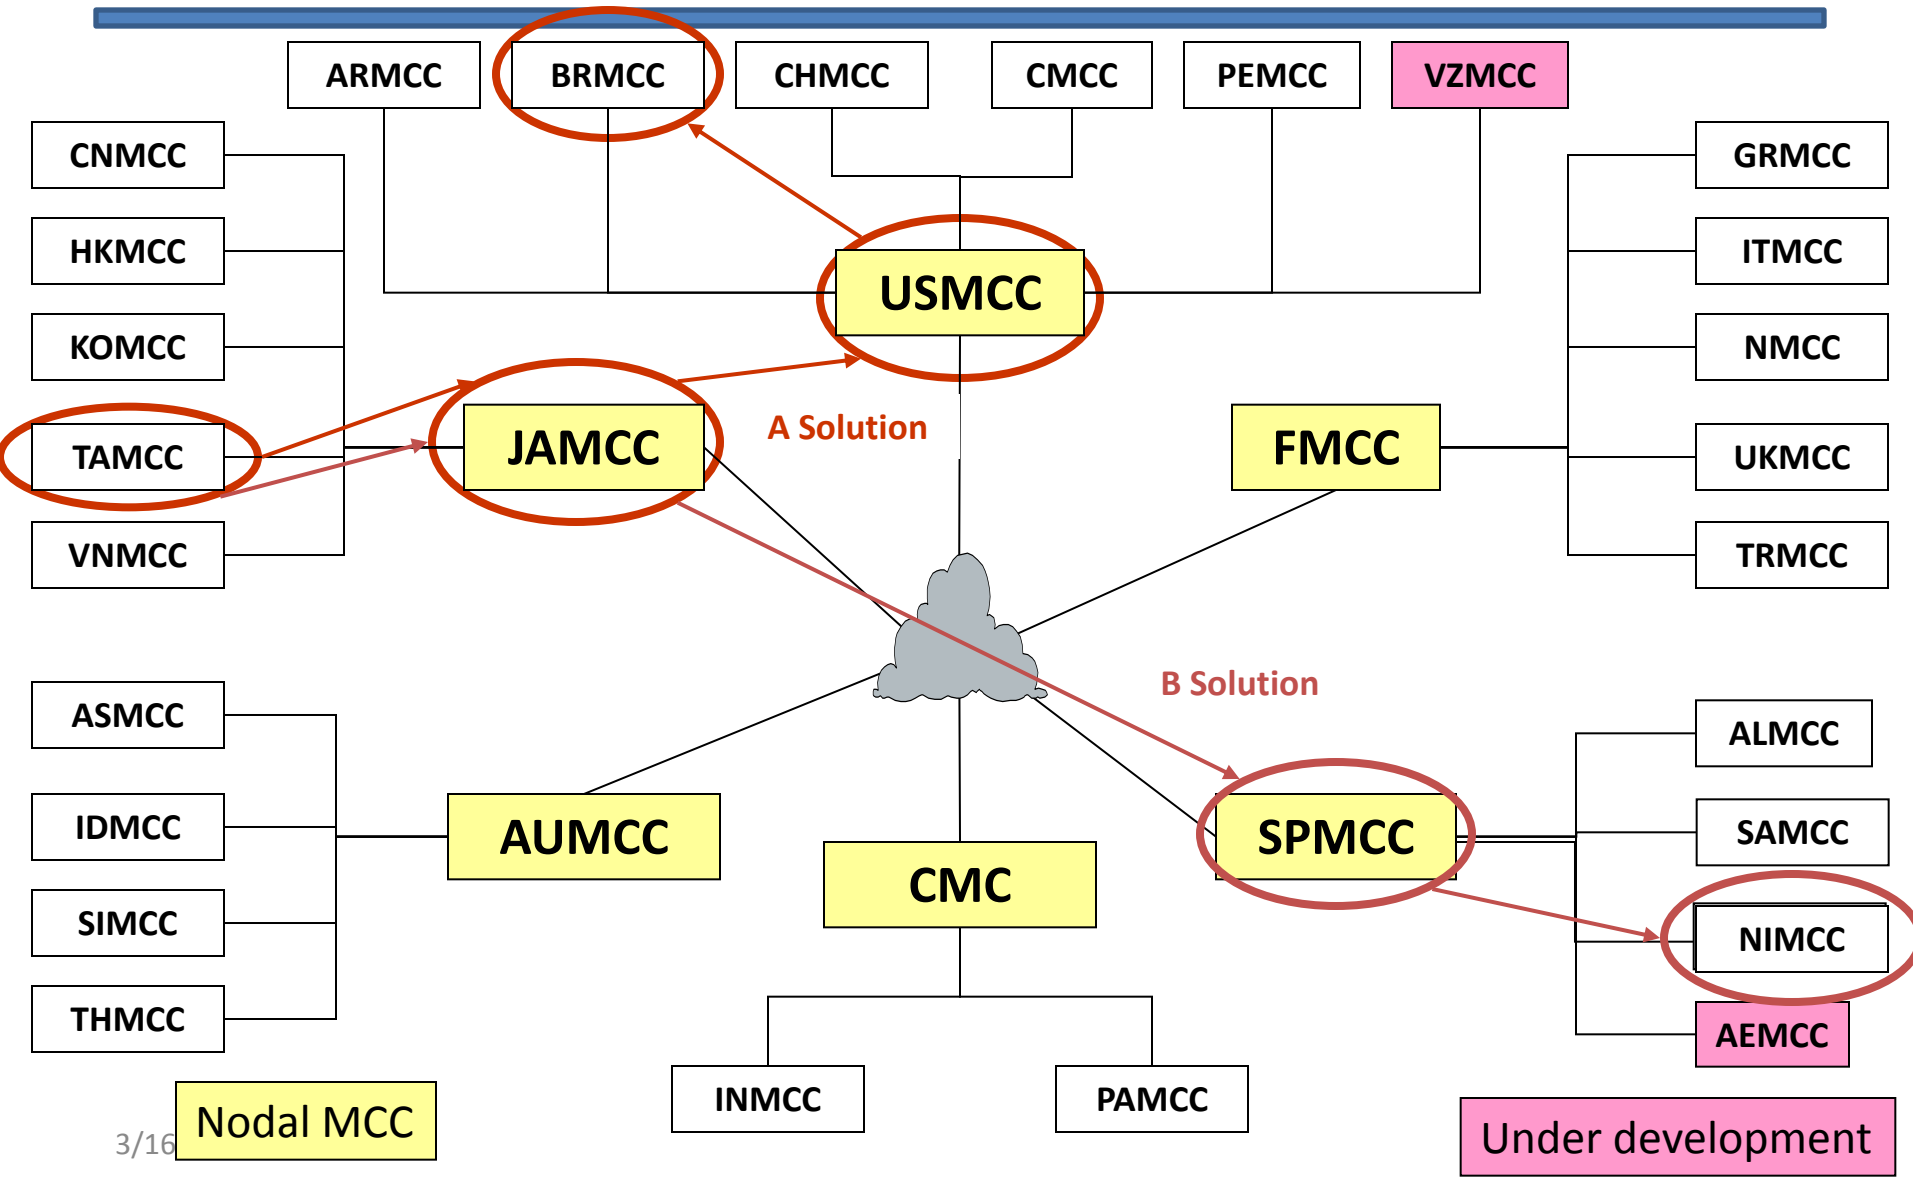 ARMCC
BRMCC
CHMCC
CMCC
PEMCC
VZMCC
CNMCC
HKMCC
KOMCC
TAMCC
VNMCC
USMCC
JAMCC
A Solution
FMCC
GRMCC
ITMCC
NMCC
UKMCC
TRMCC
B Solution
ASMCC
IDMCC
SIMCC
THMCC
AUMCC
CMC
SPMCC
ALMCC
SAMCC
NIMCC
AEMCC
INMCC
PAMCC
3/16
Nodal MCC
Under development